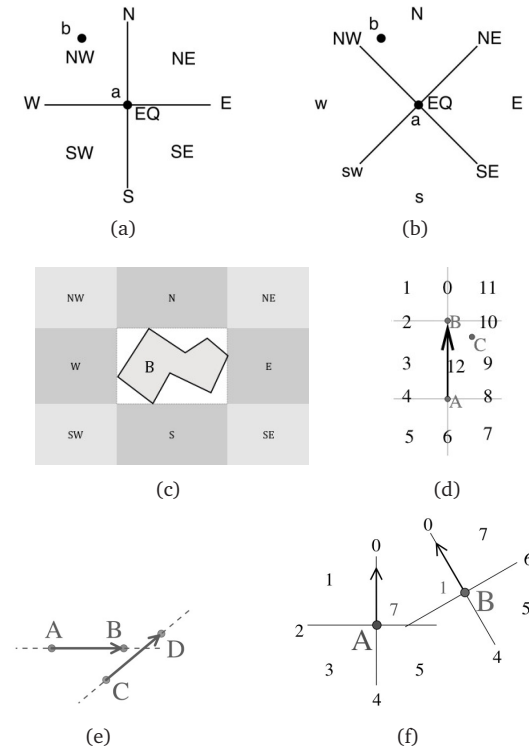 N
b
NW
NE
a
W
E
EQ
SW
SE
S
(a)
N
b
NW
NE
w
EQ
E
a
sw
SE
s
(b)
NW
N
NE
W
B
E
SW
S
SE
(c)
1 0 11
2 B 10
C
3 12 9
4 A 8
5 6 7
(d)
A B
D
C
(e)
0
1
2
A
7
3
5
4
0
7
6
1
B
5
4
(f)